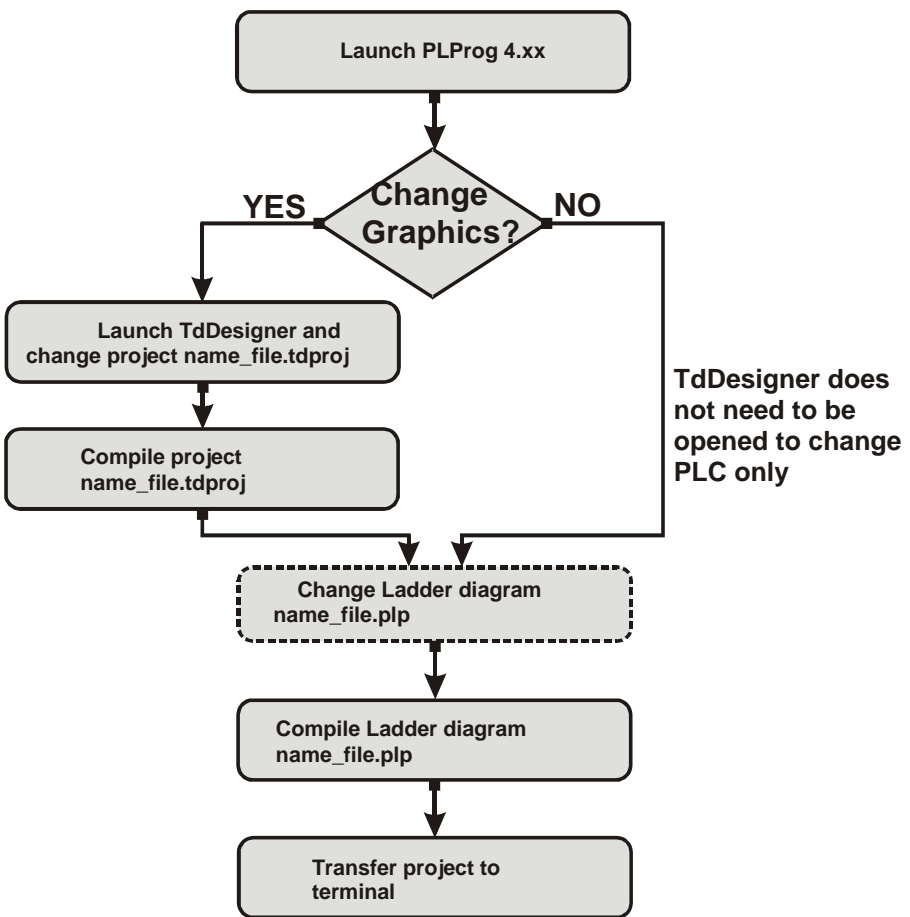 Launch PLProg 4.xx
Change
Graphics?
YES
NO
Launch TdDesigner and
change project name_file.tdproj
Compile project
name_file.tdproj
TdDesigner does
not need to be
opened to change
PLC only
Change Ladder diagram
name_file.plp
Compile Ladder diagram
name_file.plp
Transfer project to
terminal